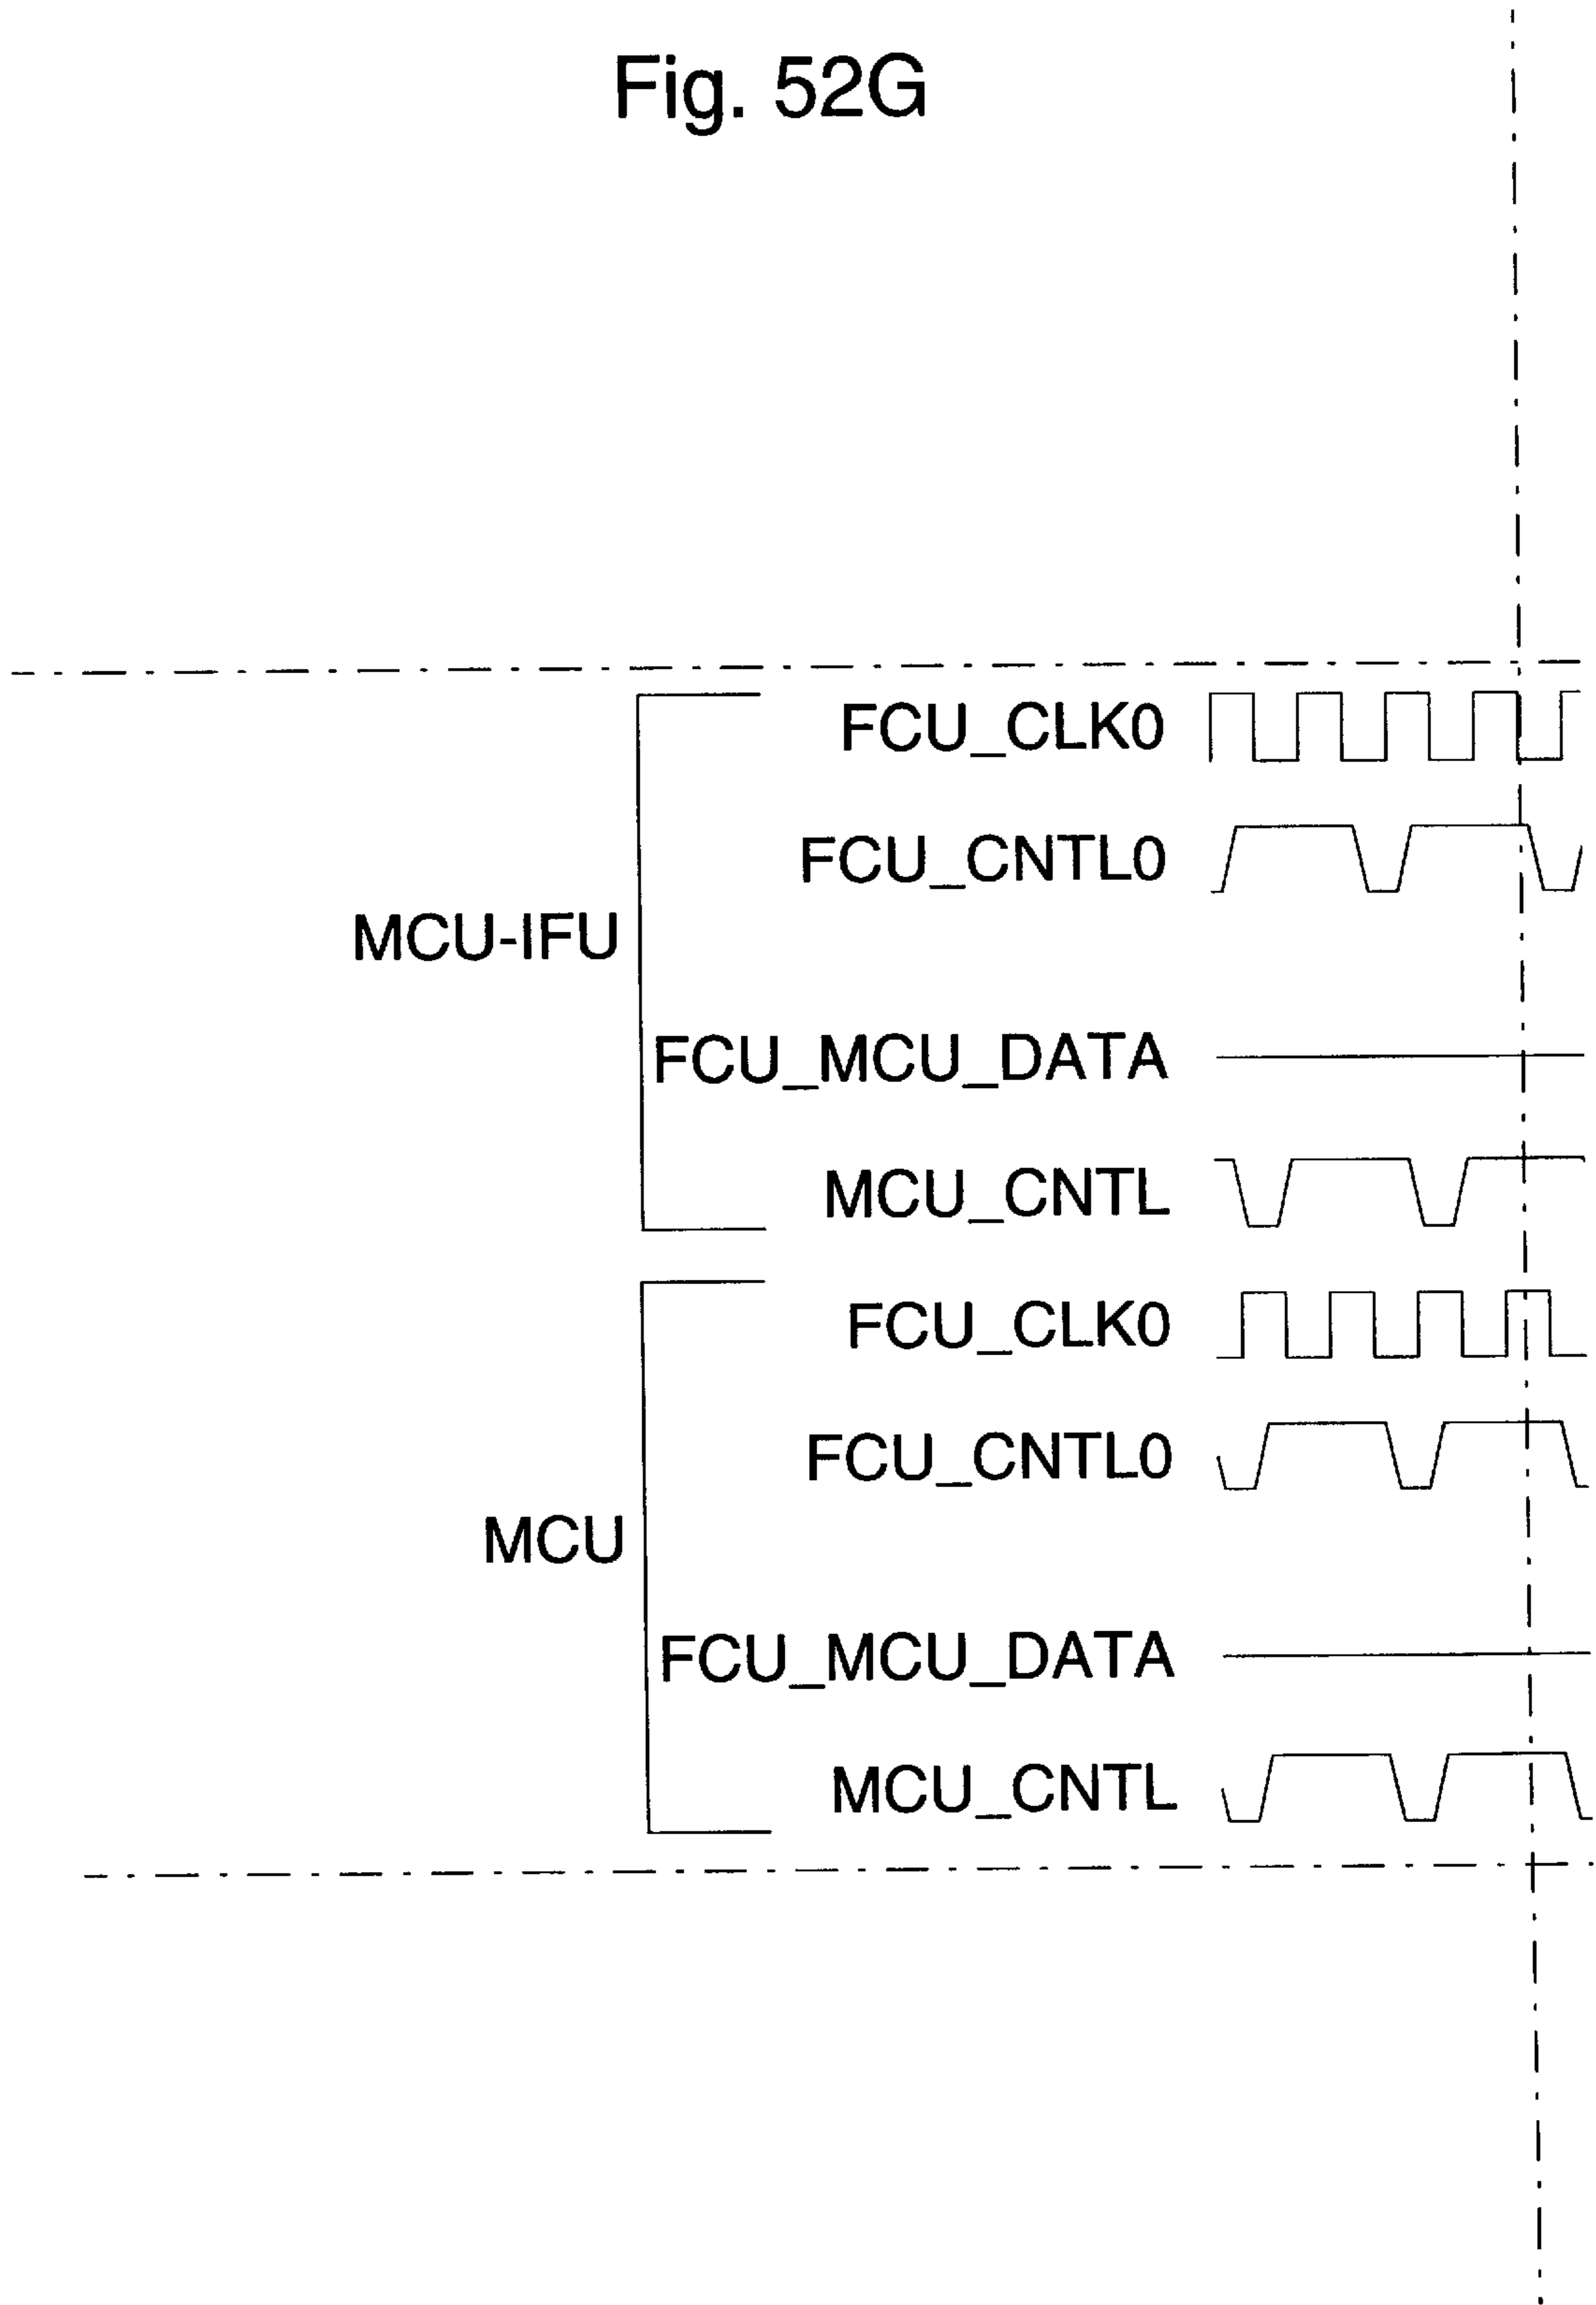 Fig. 52G
FCU_CLK0
FCU_CNTL0
MCU-IFU
FCU_MCU_DATA
MCU_CNTL
FCU_CLK0
FCU_CNTL0
MCU
FCU_MCU_DATA
MCU_CNTL